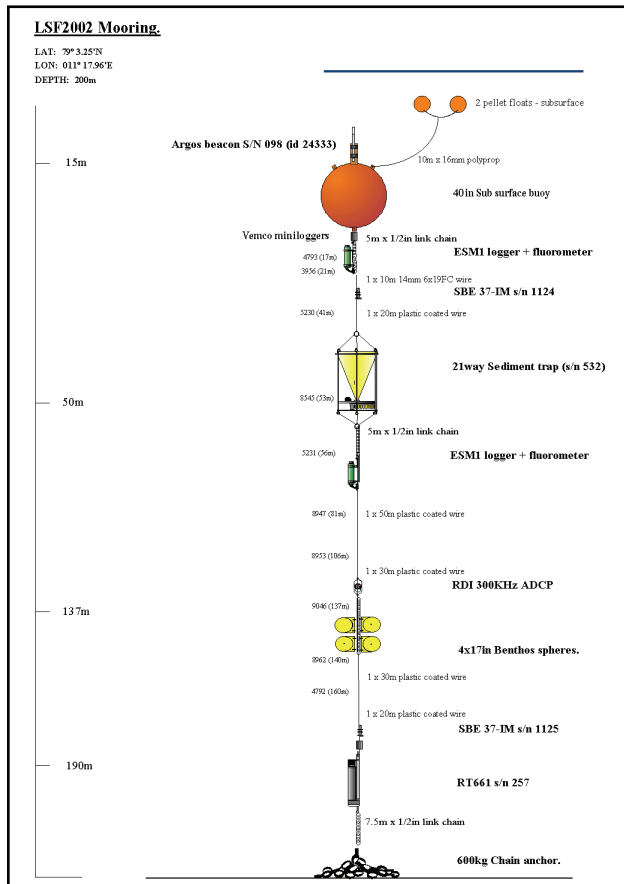 LSF2002 Mooring.
LAT: 79° 3.25'N
LON: 011° 17.96'E
DEPTH: 200m
2 pellet floats - subsurface
Argos beacon S/N 098 (id 24333)
10m x 16mm polyprop
15m
40in Sub surface buoy
Vemco miniloggers
5m x 1/2in link chain
ESM1 logger + fluorometer
4793 (17m)
3956 (21m)
1 x 10m 14mm 6x19FC wire
SBE 37-IM s/n 1124
5230 (41m)
1 x 20m plastic coated wire
21way Sediment trap (s/n 532)
8545 (53m)
50m
5m x 1/2in link chain
5231 (56m)
ESM1 logger + fluorometer
8947 (81m)
1 x 50m plastic coated wire
8953 (106m)
1 x 30m plastic coated wire
RDI 300KHz ADCP
9046 (137m)
137m
4x17in Benthos spheres.
8962 (140m)
1 x 30m plastic coated wire
4792 (160m)
1 x 20m plastic coated wire
SBE 37-IM s/n 1125
190m
RT661 s/n 257
7.5m x 1/2in link chain
600kg Chain anchor.